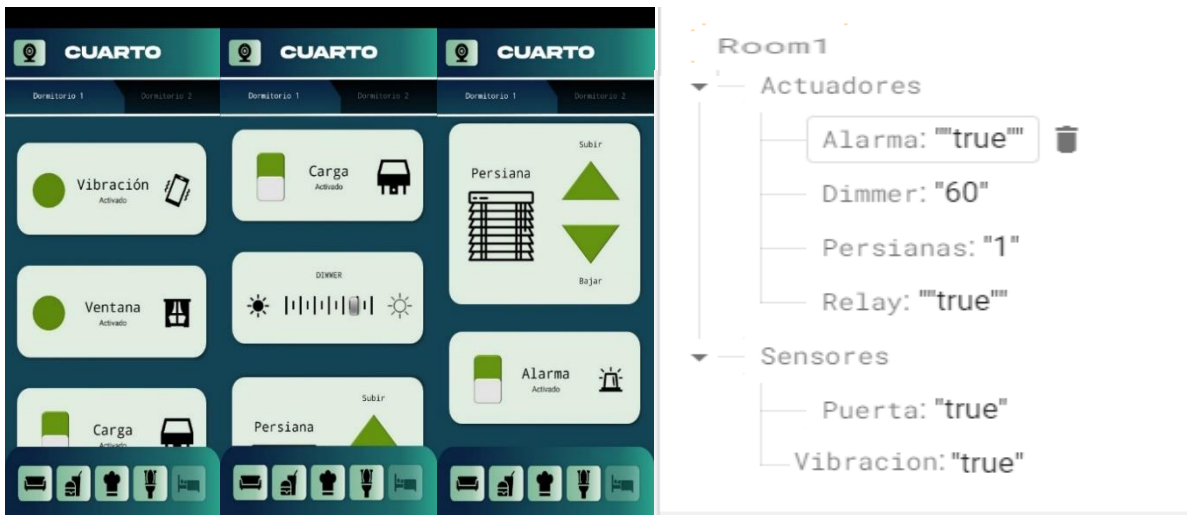 CUARTO
Dormitorio 1 Dormitorio 2
Vibración
Activado
Ventana
Activado
Carga
Activado
CUARTO
Dormitorio 1 Dormitorio 2
Carga
Activado
DIMMER
Subir
Persiana
CUARTO
Dormitorio 1 Dormitorio 2
Subir
Persiana
Bajar
Alarma
Activado
Room1
Actuadores
Alarma: ""true""
Dimmer: "60"
Persianas: "1"
Relay: ""true""
Sensores
Puerta: "true"
Vibracion: "true"